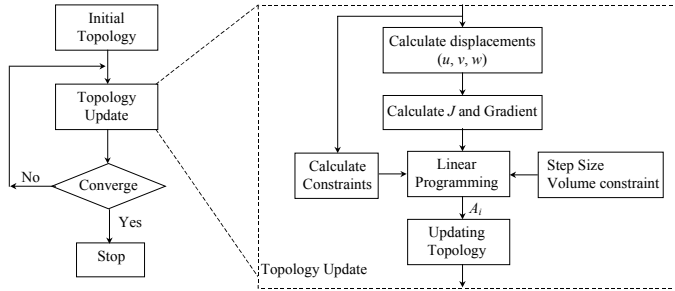 Initial
Topology
Topology
Update
No
Converge
Yes
Stop
Calculate displacements
(u, v, w)
Calculate J and Gradient
Calculate
Constraints
Linear
Programming
Step Size
Volume constraint
A_i
Updating
Topology
Topology Update